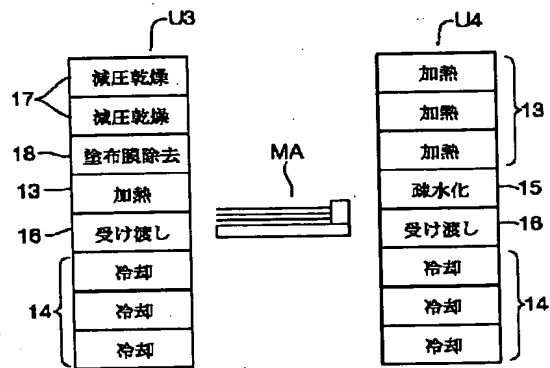 U3
減圧乾燥
減圧乾燥
17
塗布膜除去
18
加熱
13
受け渡し
16
冷却
冷却
冷却
14
MA
U4
加熱
加熱
加熱
13
疎水化
15
受け渡し
16
冷却
冷却
冷却
14